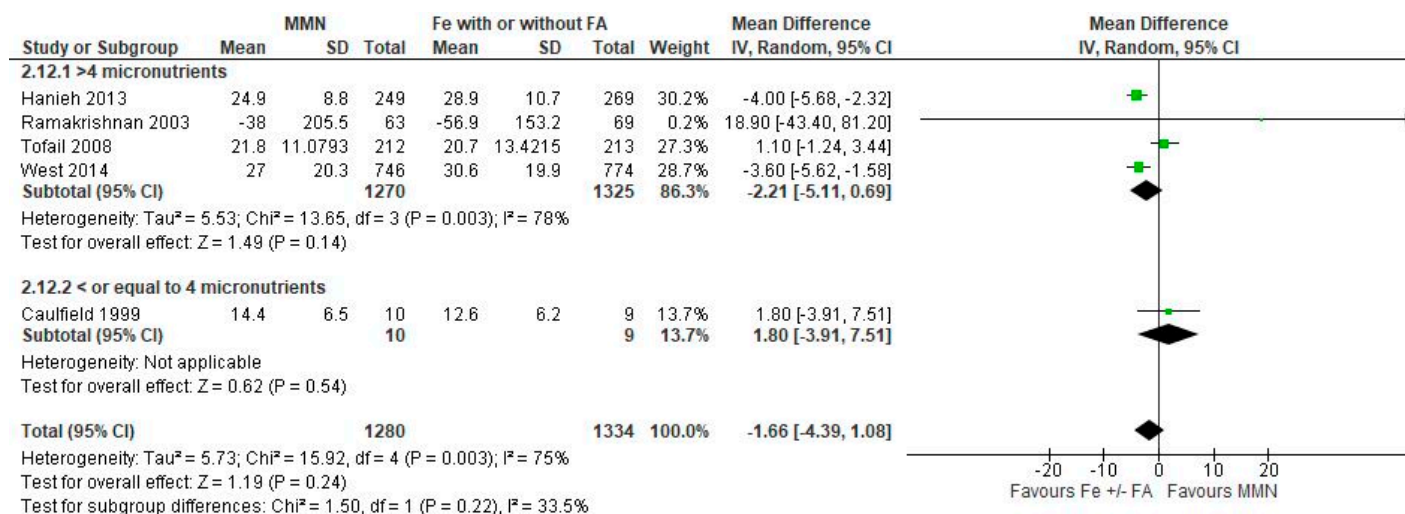 MMN Fe with or without FA Mean Difference Mean Difference
Study or Subgroup Mean SD Total Mean SD Total Weight IV, Random, 95% CI IV, Random, 95% CI
2.12.1 >4 micronutrients
Hanieh 2013 24.9 8.8 249 28.9 10.7 269 30.2% -4.00 [-5.68, -2.32]
Ramakrishnan 2003 -38 205.5 63 -56.9 153.2 69 0.2% 18.90 [-43.40, 81.20]
Tofail 2008 21.8 11.0793 212 20.7 13.4215 213 27.3% 1.10 [-1.24, 3.44]
West 2014 27 20.3 746 30.6 19.9 774 28.7% -3.60 [-5.62, -1.58]
Subtotal (95% CI) 1270 1325 86.3% -2.21 [-5.11, 0.69]
Heterogeneity: Tau² = 5.53; Chi² = 13.65, df = 3 (P = 0.003); I² = 78%
Test for overall effect: Z = 1.49 (P = 0.14)
2.12.2 < or equal to 4 micronutrients
Caulfield 1999 14.4 6.5 10 12.6 6.2 9 13.7% 1.80 [-3.91, 7.51]
Subtotal (95% CI) 10 9 13.7% 1.80 [-3.91, 7.51]
Heterogeneity: Not applicable
Test for overall effect: Z = 0.62 (P = 0.54)
Total (95% CI) 1280 1334 100.0% -1.66 [-4.39, 1.08]
Heterogeneity: Tau² = 5.73; Chi² = 15.92, df = 4 (P = 0.003); I² = 75%
Test for overall effect: Z = 1.19 (P = 0.24)
Test for subgroup differences: Chi² = 1.50, df = 1 (P = 0.22), I² = 33.5%
-20 -10 0 10 20
Favours Fe +/- FA Favours MMN